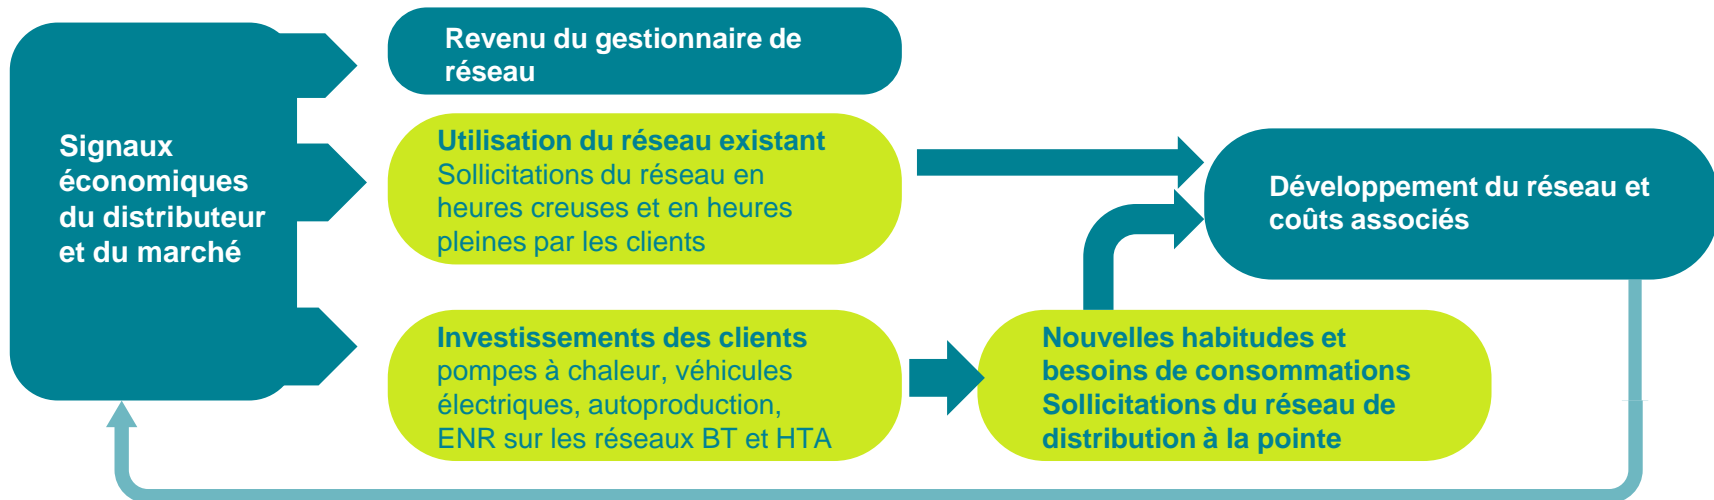 Signaux
économiques
du distributeur
et du marché
Revenu du gestionnaire de
réseau
Utilisation du réseau existant
Sollicitations du réseau en
heures creuses et en heures
pleines par les clients
Investissements des clients
pompes à chaleur, véhicules
électriques, autoproduction,
ENR sur les réseaux BT et HTA
Nouvelles habitudes et
besoins de consommations
Sollicitations du réseau de
distribution à la pointe
Développement du réseau et
coûts associés